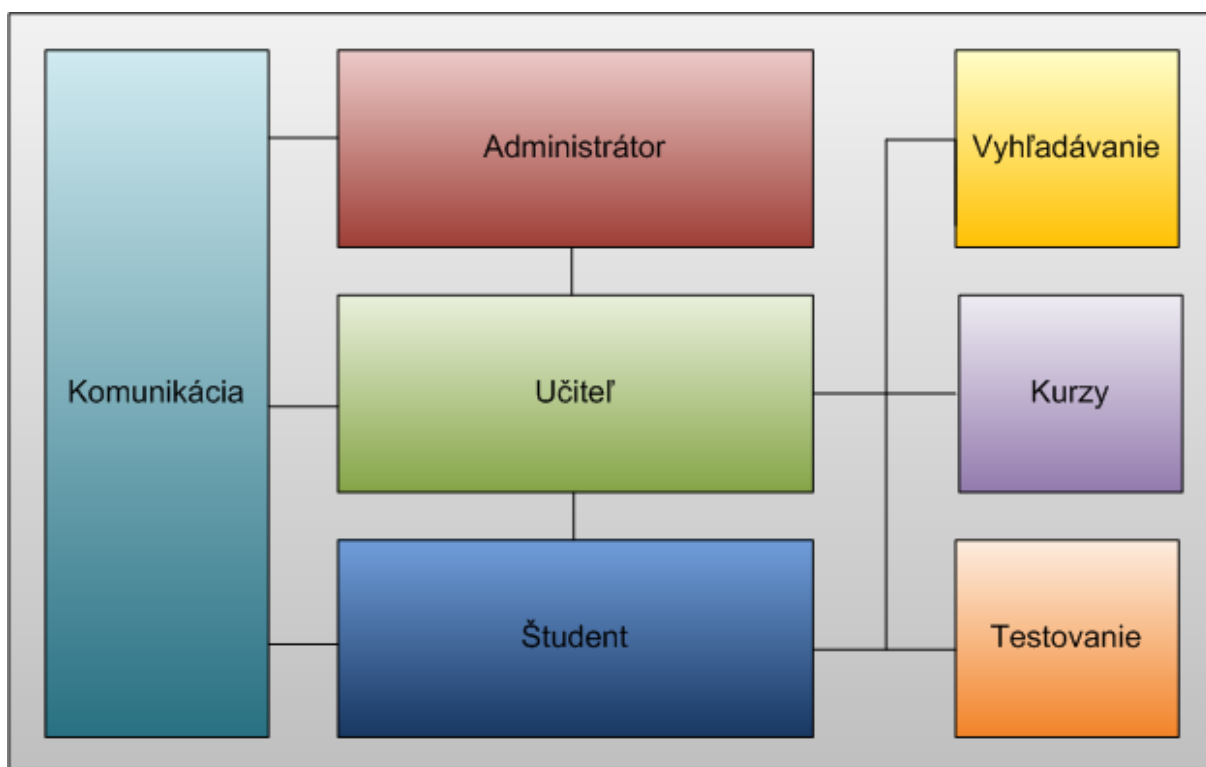 Administrátor
Vyhľadávanie
Komunikácia
Učiteľ
Kurzy
Študent
Testovanie